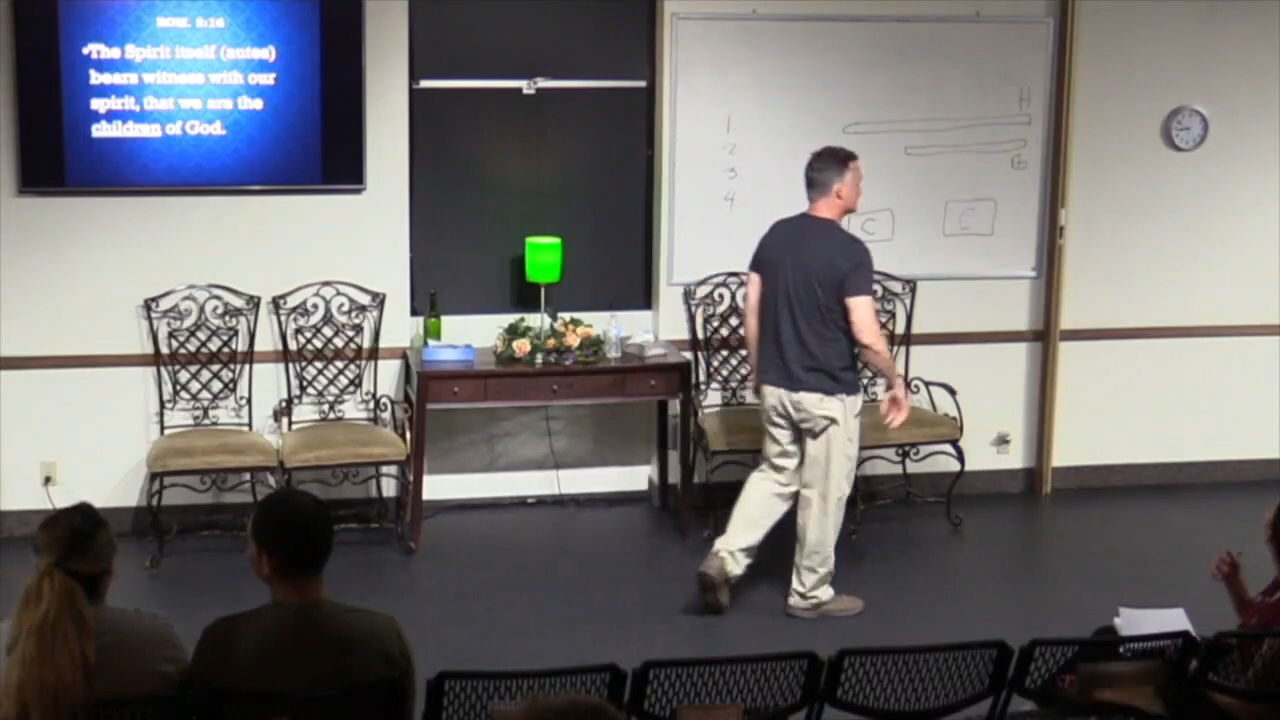 ROM. 8:16
•The Spirit itself (autos)
bears witness with our
spirit, that we are the
children of God.
1
2
3
4
H
G
C
C